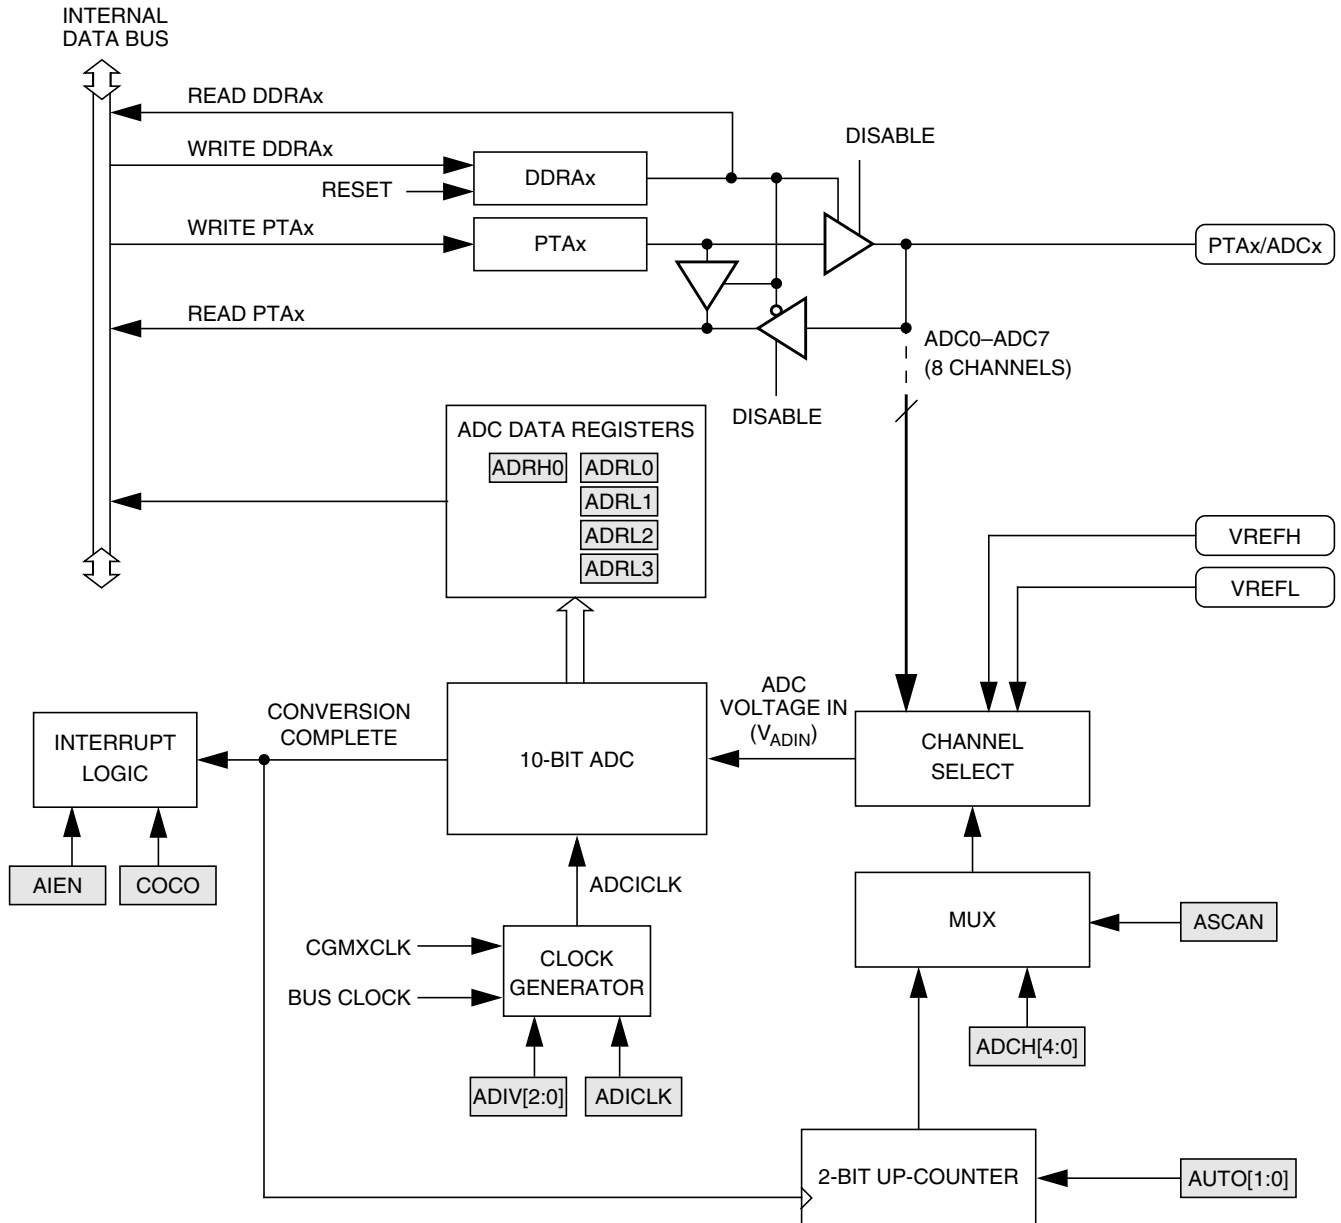 INTERNAL
DATA BUS
READ DDRAx
WRITE DDRAx
RESET
DDRAx
DISABLE
WRITE PTAx
PTAx
PTAx/ADCx
READ PTAx
DISABLE
ADC0–ADC7
(8 CHANNELS)
ADC DATA REGISTERS
ADRH0
ADRL0
ADRL1
ADRL2
ADRL3
VREFH
VREFL
INTERRUPT
LOGIC
CONVERSION
COMPLETE
10-BIT ADC
ADC
VOLTAGE IN
(VADIN)
CHANNEL
SELECT
AIEN
COCO
ADCICLK
MUX
ASCAN
CGMXCLK
BUS CLOCK
CLOCK
GENERATOR
ADCH[4:0]
ADIV[2:0]
ADICLK
2-BIT UP-COUNTER
AUTO[1:0]